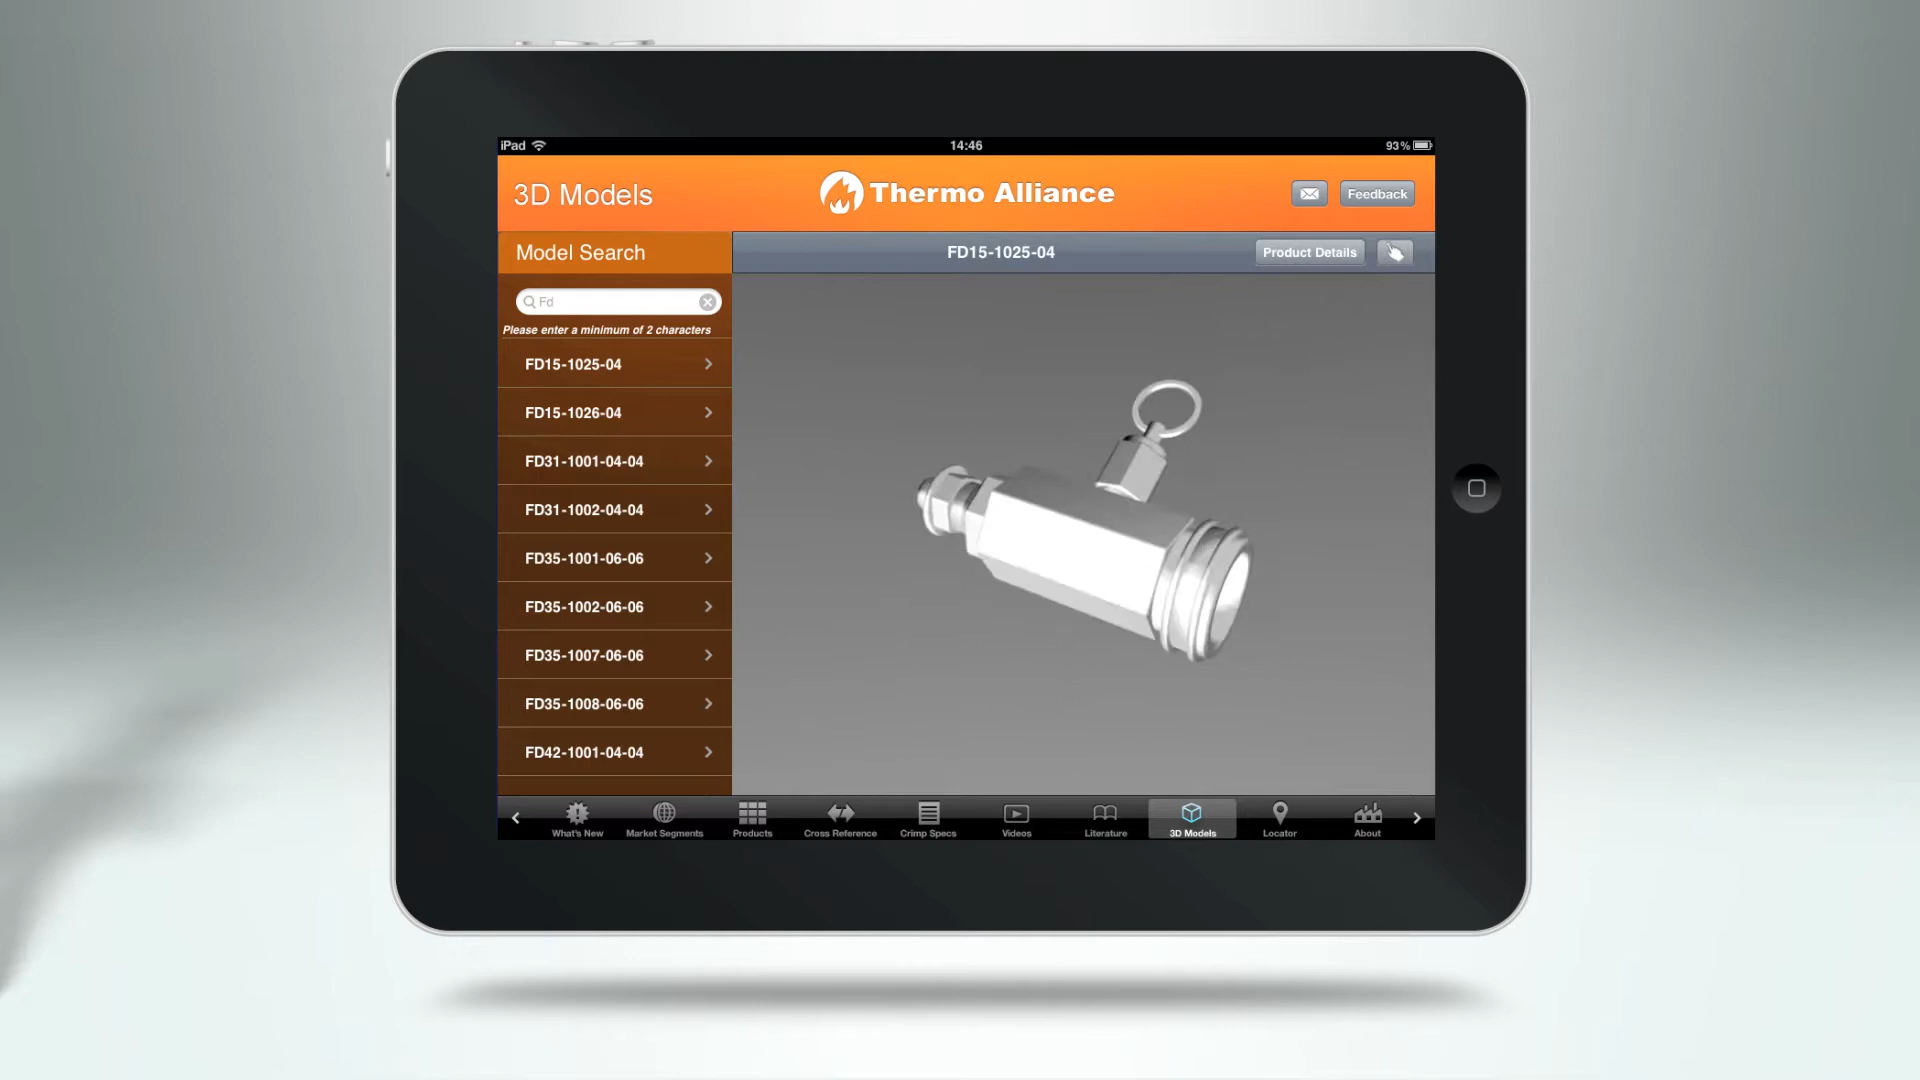 iPad
14:46
93%
3D Models
Thermo Alliance
Feedback
Model Search
FD15-1025-04
Product Details
Fd
Please enter a minimum of 2 characters
FD15-1025-04
FD15-1026-04
FD31-1001-04-04
FD31-1002-04-04
FD35-1001-06-06
FD35-1002-06-06
FD35-1007-06-06
FD35-1008-06-06
FD42-1001-04-04
What's New
Market Segments
Products
Cross Reference
Crimp Specs
Videos
Literature
3D Models
Locator
About